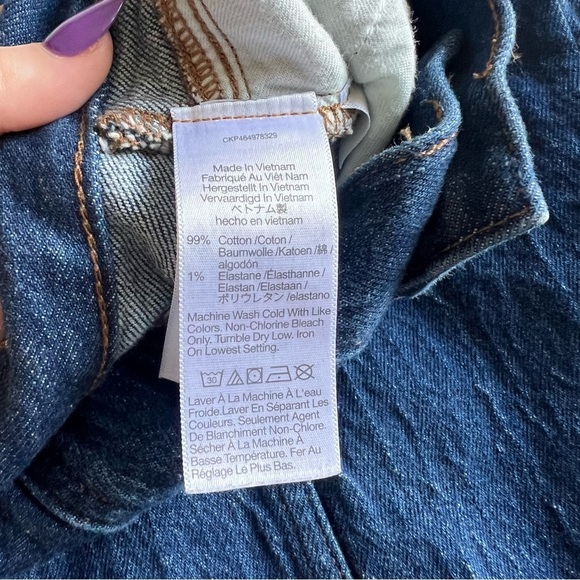 CKP464978329
Made In Vietnam
Fabriqué Au Viêt Nam
Hergestellt In Vietnam
Vervaardigd In Vietnam
ベトナム製
hecho en vietnam
99% Cotton /Coton /
Baumwolle /Katoen /綿 /
algodón
1% Elastane /Élasthanne /
Elastan /Elastaan /
ポリウレタン /elastano
Machine Wash Cold With Like
Colors. Non-Chlorine Bleach
Only. Tumble Dry Low. Iron
On Lowest Setting.
30
Laver À La Machine À L'eau
Froide.Laver En Séparant Les
Couleurs. Seulement Agent
De Blanchiment Non-Chlore.
Sécher À La Machine À
Basse Température. Fer Au
Réglage Le Plus Bas.